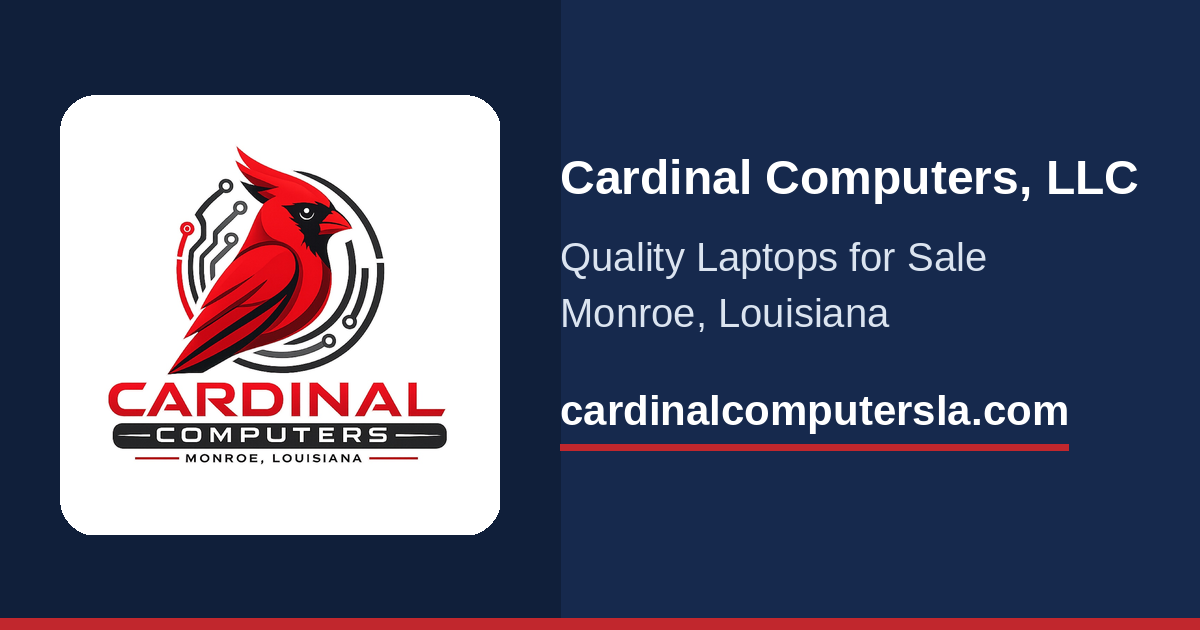 CARDINAL
COMPUTERS
MONROE, LOUISIANA
Cardinal Computers, LLC
Quality Laptops for Sale
Monroe, Louisiana
cardinalcomputersla.com